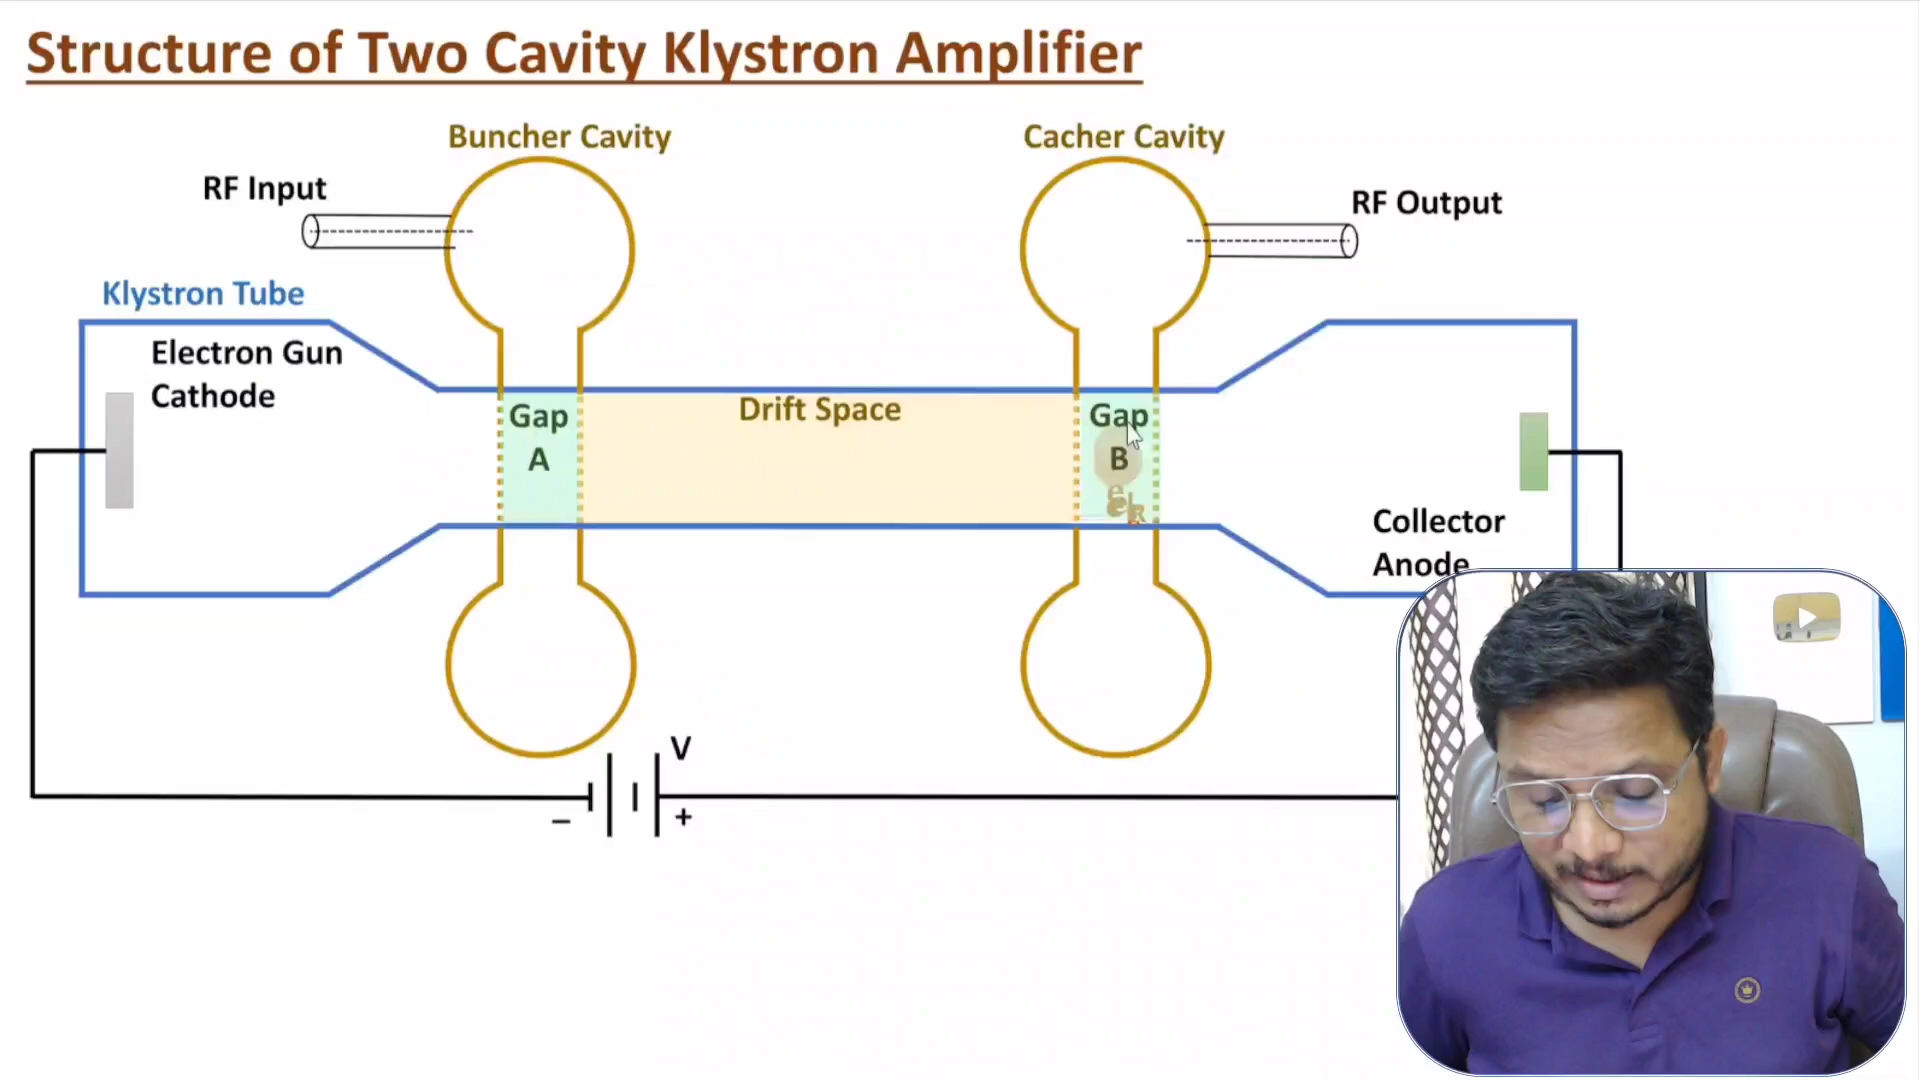 Structure of Two Cavity Klystron Amplifier
Buncher Cavity
Cacher Cavity
RF Input
RF Output
Klystron Tube
Electron Gun
Cathode
Gap
A
Drift Space
Gap
B
Collector
Anode
V
–
+